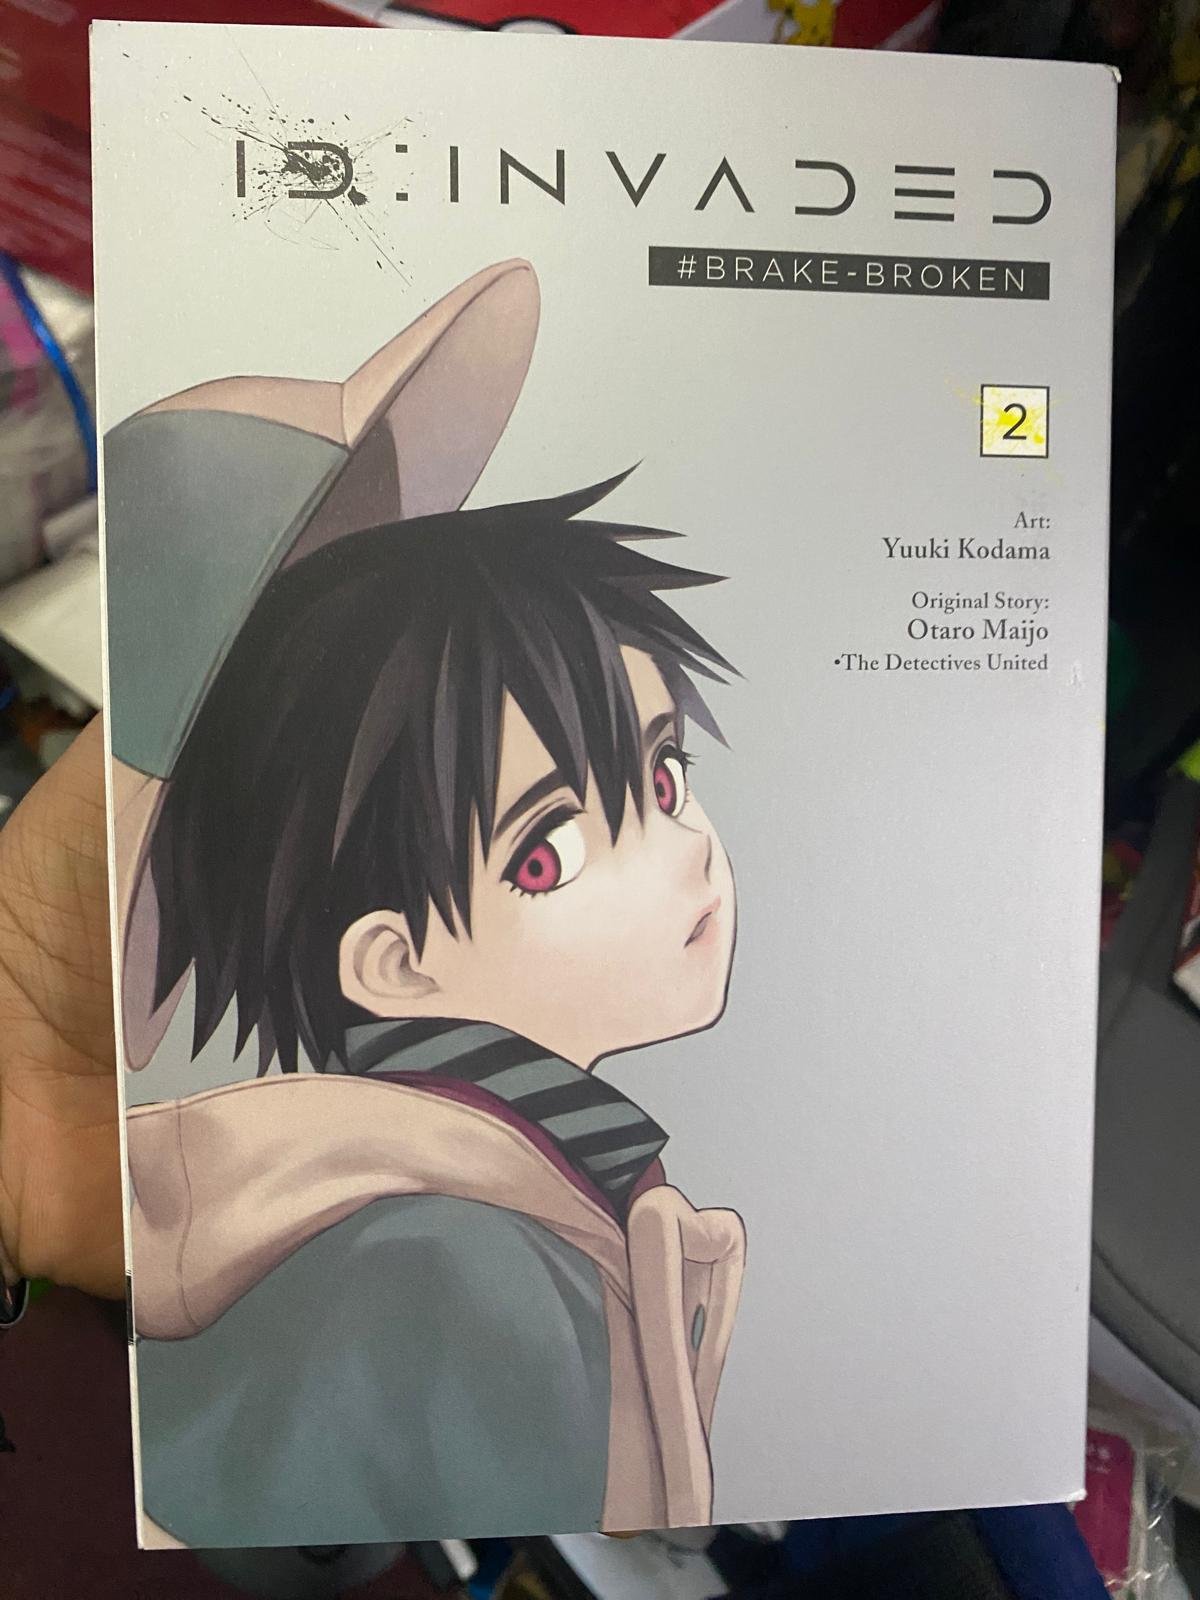 ID:INVADED
#BRAKE-BROKEN
2
Art:
Yuuki Kodama
Original Story:
Otaro Maijo
•The Detectives United